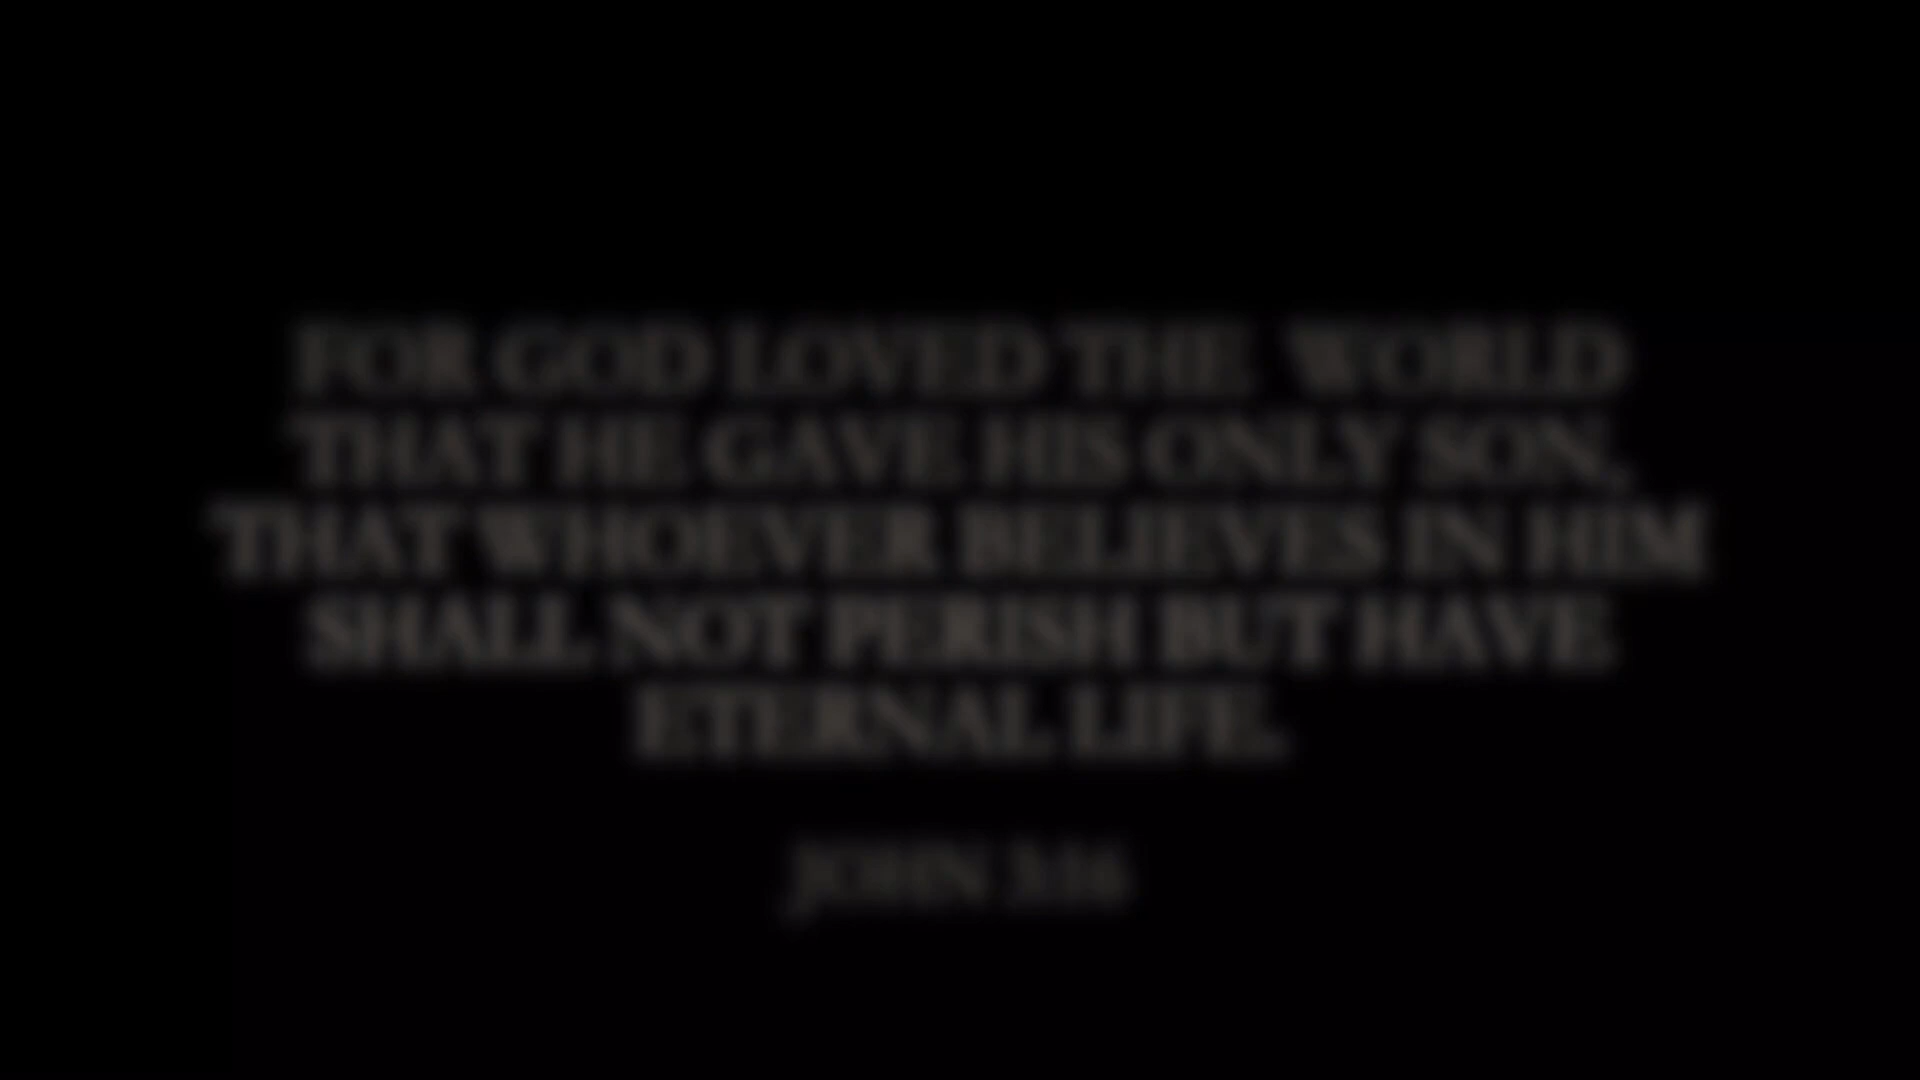 FOR GOD LOVED THE WORLD
THAT HE GAVE HIS ONLY SON,
THAT WHOEVER BELIEVES IN HIM
SHALL NOT PERISH BUT HAVE
ETERNAL LIFE.
JOHN 3:16